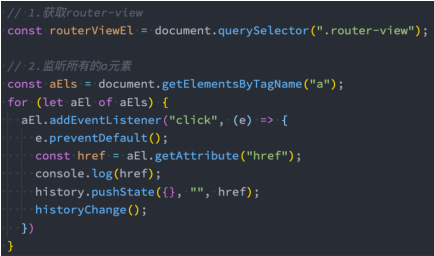 // 1.获取router-view
const routerViewEl = document.querySelector(".router-view");
// 2.监听所有的a元素
const aEls = document.getElementsByTagName("a");
for (let aEl of aEls) {
aEl.addEventListener("click", (e) => {
e.preventDefault();
const href = aEl.getAttribute("href");
console.log(href);
history.pushState({}, "", href);
historyChange();
})
}